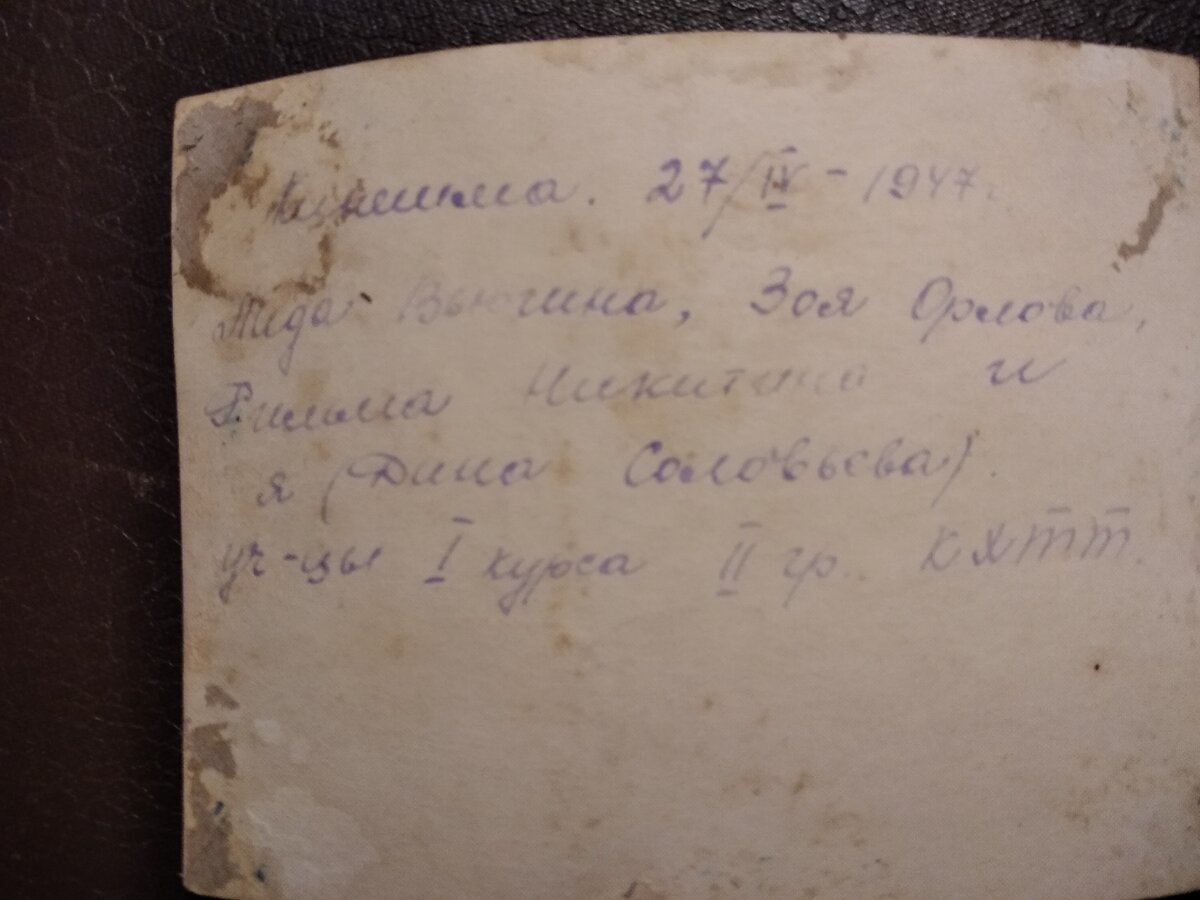 Кинешма. 27/IV - 1947.
Лида Вьюгина, Зоя Орлова,
Римма Никитина и
я (Дина Соловьева).
уч-цы I курса II гр. КХТТ.